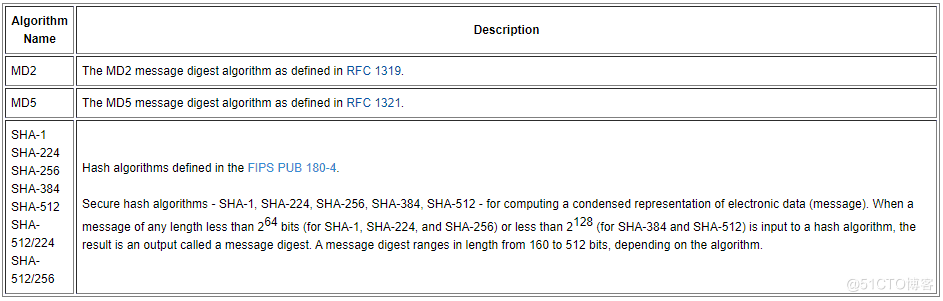 Algorithm
Name
Description
MD2
The MD2 message digest algorithm as defined in RFC 1319.
MD5
The MD5 message digest algorithm as defined in RFC 1321.
SHA-1
SHA-224
SHA-256
SHA-384
SHA-512
SHA-
512/224
SHA-
512/256
Hash algorithms defined in the FIPS PUB 180-4.
Secure hash algorithms - SHA-1, SHA-224, SHA-256, SHA-384, SHA-512 - for computing a condensed representation of electronic data (message). When a
message of any length less than 2^64 bits (for SHA-1, SHA-224, and SHA-256) or less than 2^128 (for SHA-384 and SHA-512) is input to a hash algorithm, the
result is an output called a message digest. A message digest ranges in length from 160 to 512 bits, depending on the algorithm.
@51CTO博客